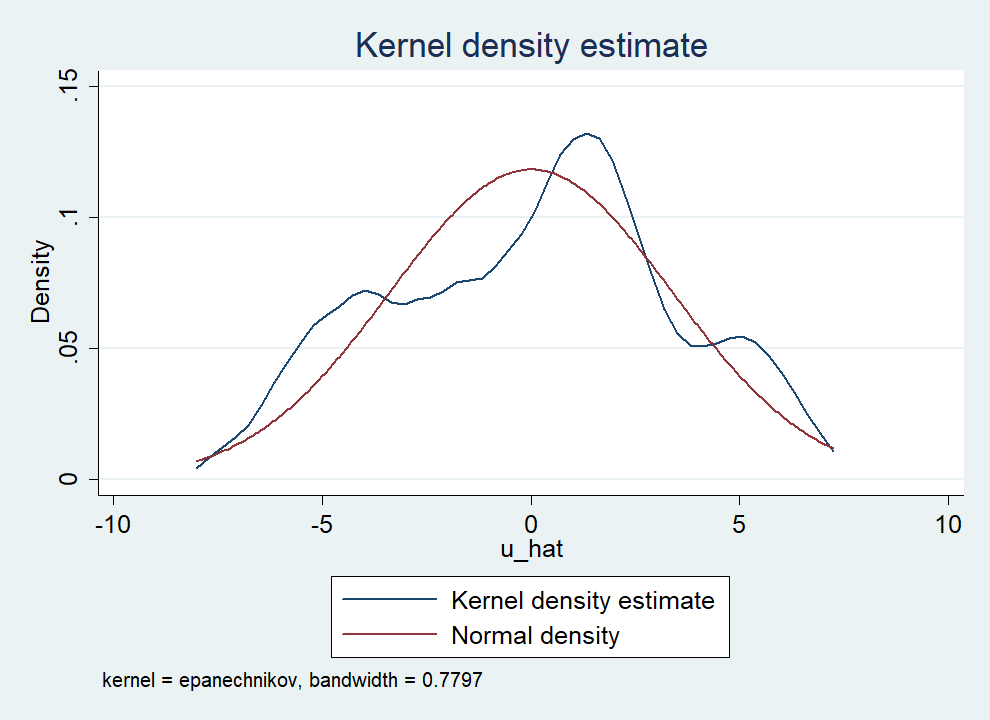 Kernel density estimate
.15
.1
.05
0
Density
-10 -5 0 5 10
u_hat
Kernel density estimate
Normal density
kernel = epanechnikov, bandwidth = 0.7797